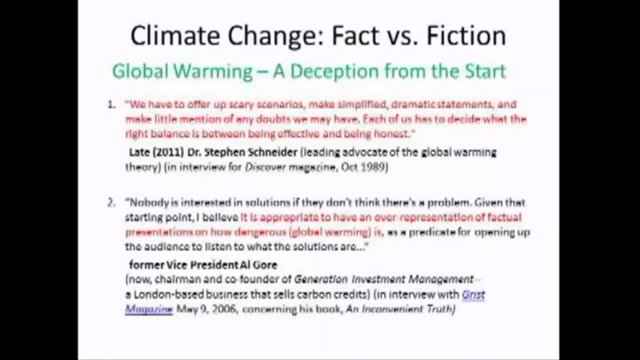 Climate Change: Fact vs. Fiction
Global Warming – A Deception from the Start
1. "We have to offer up scary scenarios, make simplified, dramatic statements, and
make little mention of any doubts we may have. Each of us has to decide what the
right balance is between being effective and being honest."
Late (2011) Dr. Stephen Schneider (leading advocate of the global warming
theory) (in interview for Discover magazine, Oct 1989)
2. "Nobody is interested in solutions if they don't think there's a problem. Given that
starting point, I believe it is appropriate to have an over-representation of factual
presentations on how dangerous (global warming) is, as a predicate for opening up
the audience to listen to what the solutions are..."
former Vice President Al Gore
(now, chairman and co-founder of Generation Investment Management--
a London-based business that sells carbon credits) (in interview with Grist
Magazine May 9, 2006, concerning his book, An Inconvenient Truth)